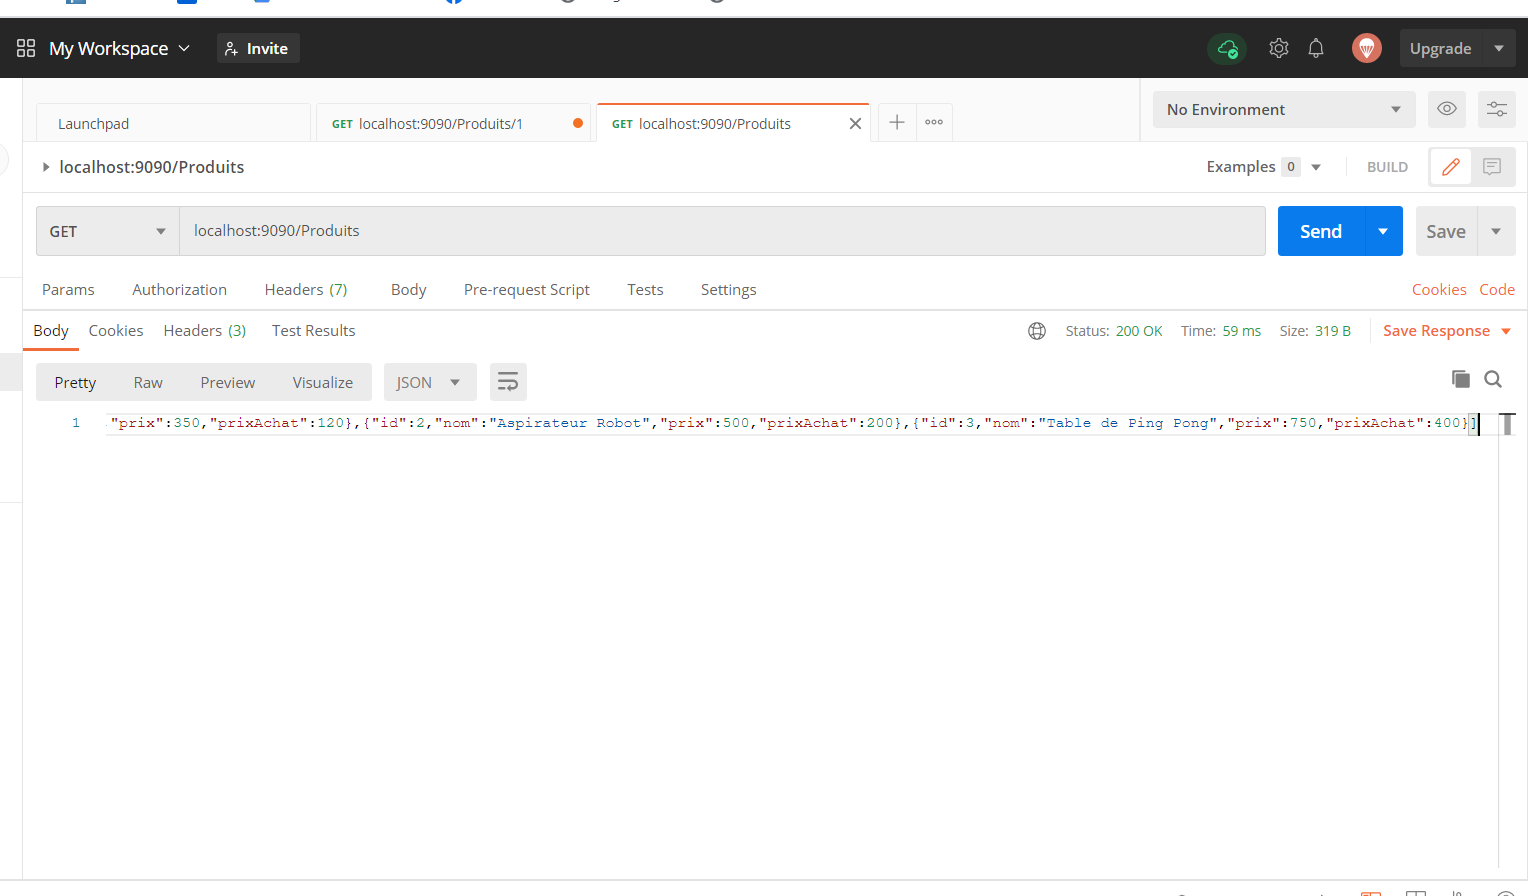 My Workspace Invite Upgrade
Launchpad GET localhost:9090/Produits/1 GET localhost:9090/Produits No Environment
localhost:9090/Produits Examples 0 BUILD
GET localhost:9090/Produits Send Save
Params Authorization Headers (7) Body Pre-request Script Tests Settings Cookies Code
Body Cookies Headers (3) Test Results Status: 200 OK Time: 59 ms Size: 319 B Save Response
Pretty Raw Preview Visualize JSON
1 "prix":350,"prixAchat":120},{"id":2,"nom":"Aspirateur Robot","prix":500,"prixAchat":200},{"id":3,"nom":"Table de Ping Pong","prix":750,"prixAchat":400}]